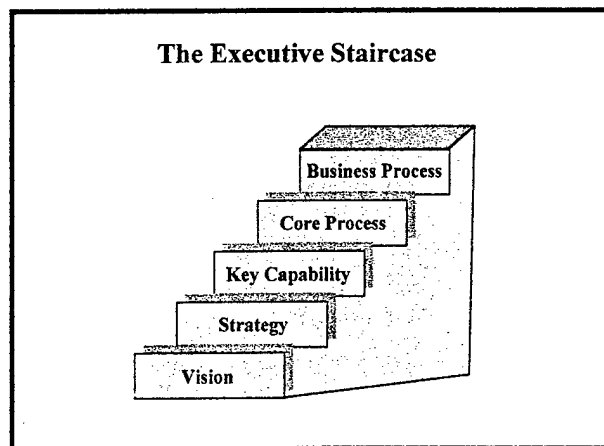 The Executive Staircase
Business Process
Core Process
Key Capability
Strategy
Vision